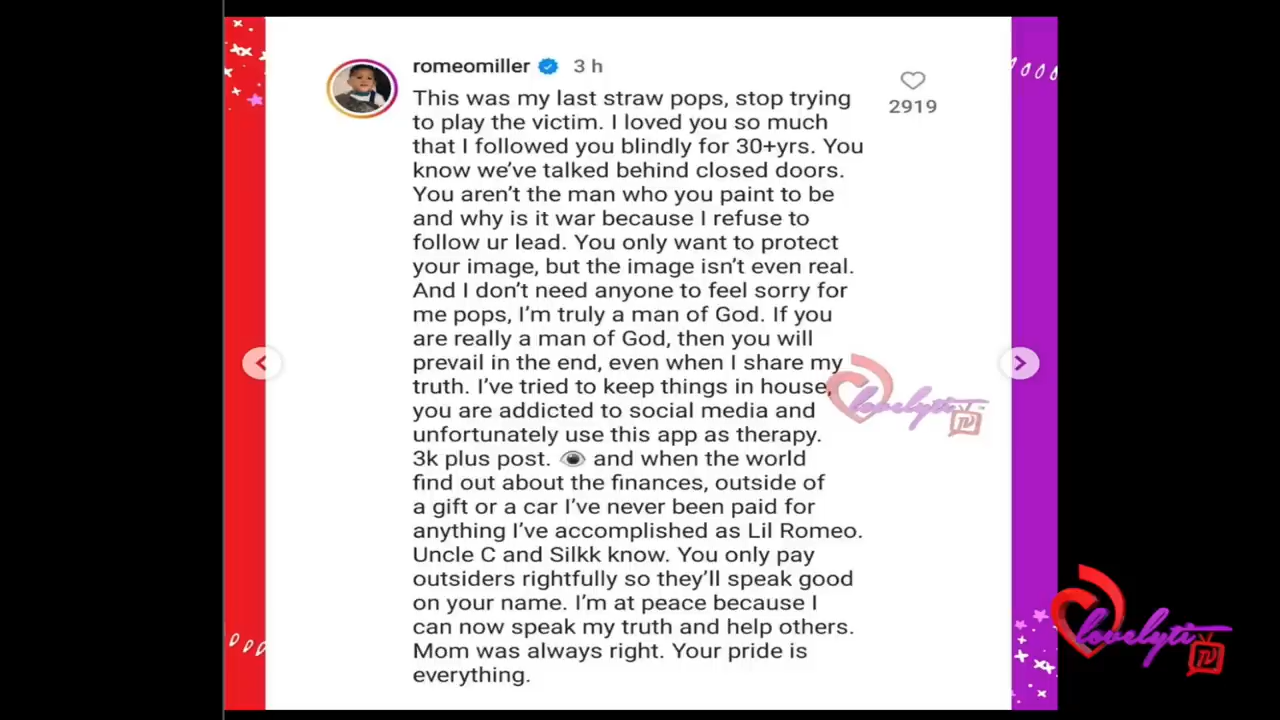 romeomiller 3 h
This was my last straw pops, stop trying
to play the victim. I loved you so much
that I followed you blindly for 30+yrs. You
know we've talked behind closed doors.
You aren't the man who you paint to be
and why is it war because I refuse to
follow ur lead. You only want to protect
your image, but the image isn't even real.
And I don't need anyone to feel sorry for
me pops, I'm truly a man of God. If you
are really a man of God, then you will
prevail in the end, even when I share my
truth. I've tried to keep things in house,
you are addicted to social media and
unfortunately use this app as therapy.
3k plus post. 👁 and when the world
find out about the finances, outside of
a gift or a car I've never been paid for
anything I've accomplished as Lil Romeo.
Uncle C and Silkk know. You only pay
outsiders rightfully so they'll speak good
on your name. I'm at peace because I
can now speak my truth and help others.
Mom was always right. Your pride is
everything.
2919
lovelyti TV
lovelyti TV